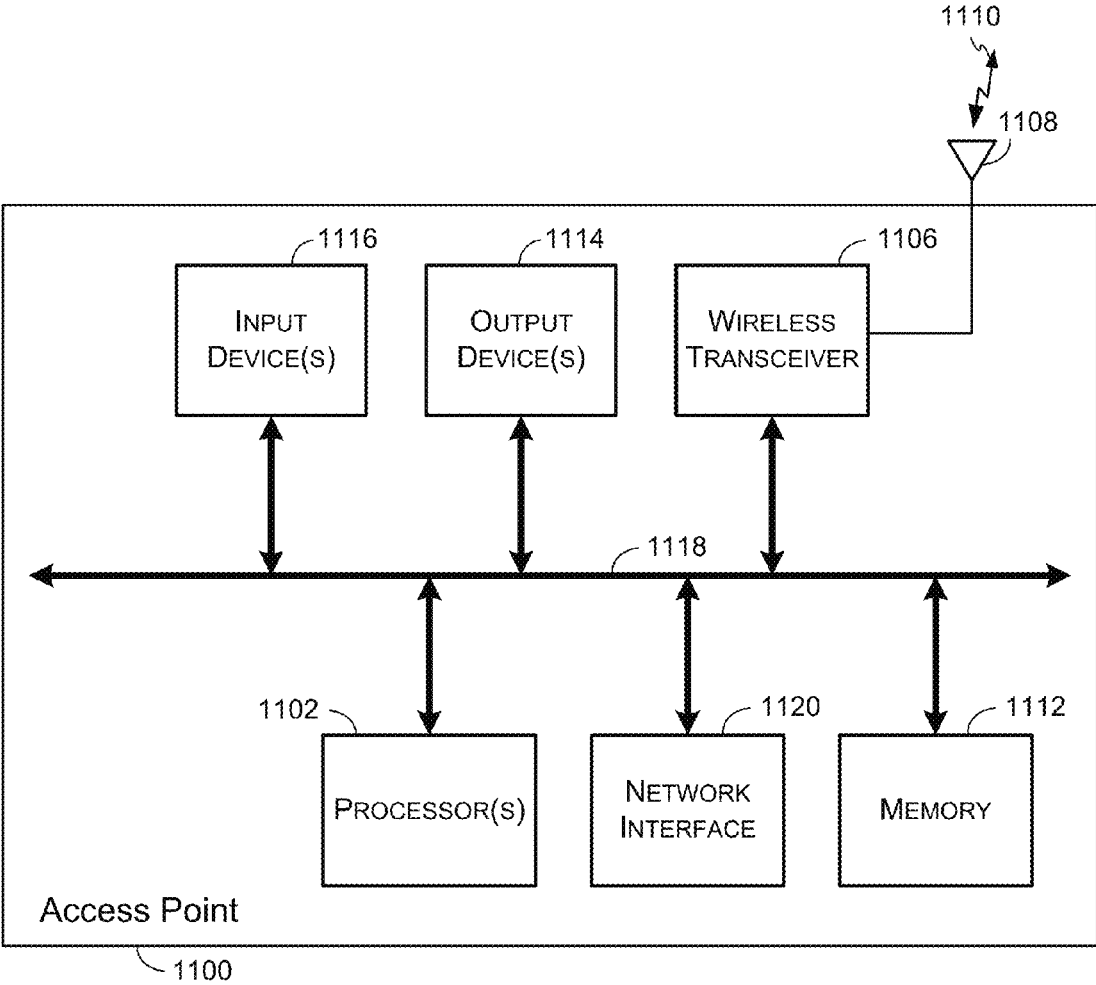 1110
1108
1116
1114
1106
INPUT
DEVICE(S)
OUTPUT
DEVICE(S)
WIRELESS
TRANSCEIVER
1118
1102
1120
1112
PROCESSOR(S)
NETWORK
INTERFACE
MEMORY
Access Point
1100